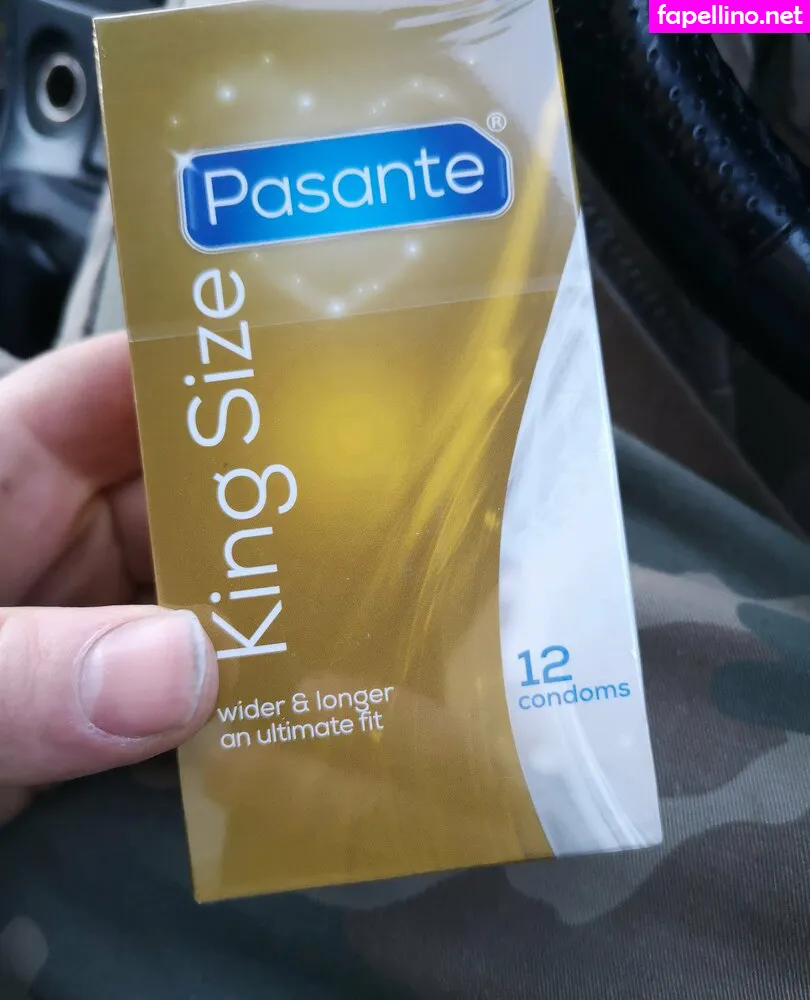 fapellino.net
Pasante®
King Size
wider & longer
an ultimate fit
12
condoms